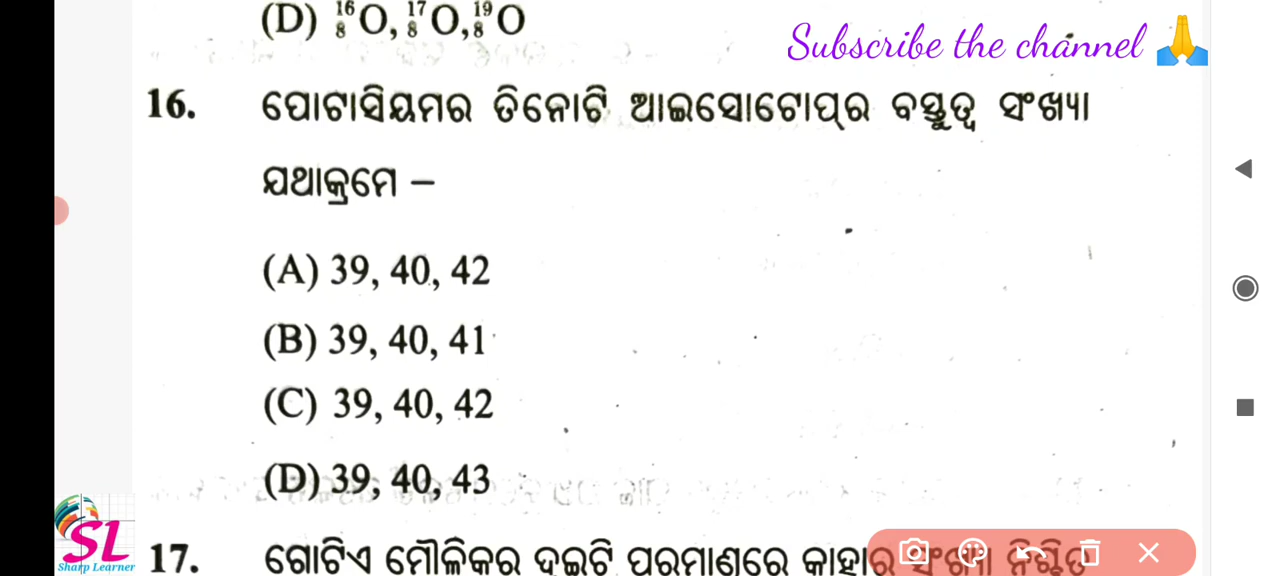 (D) ¹⁶₈O, ¹⁷₈O, ¹⁹₈O
Subscribe the channel 🙏
16. ପୋଟାସିୟମର ତିନୋଟି ଆଇସୋଟୋପ୍‌ର ବସ୍ତୁତ୍ଵ ସଂଖ୍ୟା
ଯଥାକ୍ରମେ –
(A) 39, 40, 42
(B) 39, 40, 41
(C) 39, 40, 42
(D) 39, 40, 43
SL
Sharp Learner
17. ଗୋଟିଏ ମୌଳିକର ଦୁଇଟି ପରମାଣୁରେ କାହାର ସଂଖ୍ୟା ନିଶ୍ଚିତ